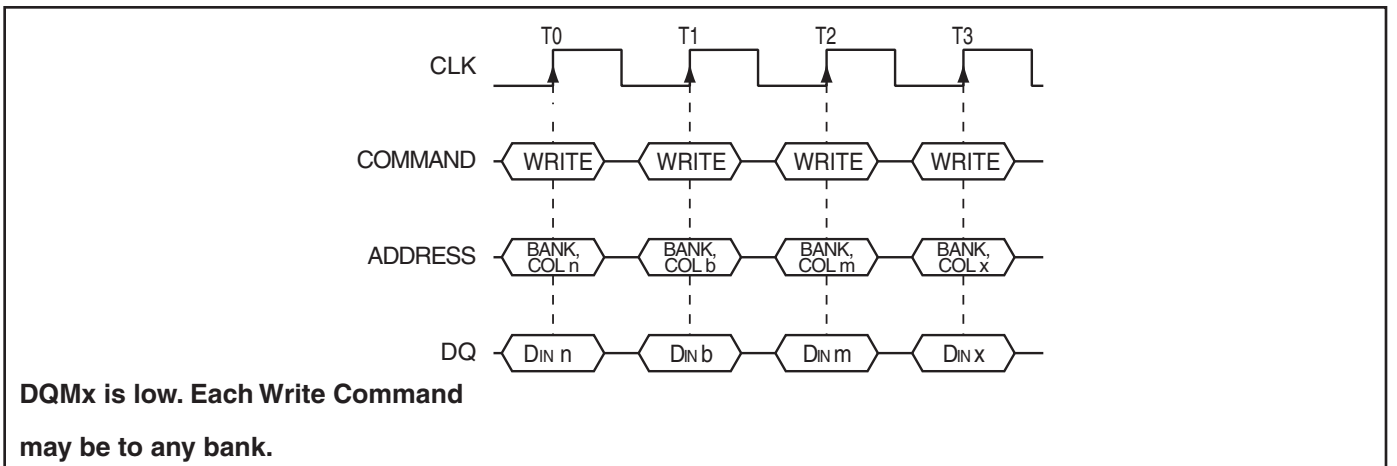 T0 T1 T2 T3
CLK
COMMAND WRITE WRITE WRITE WRITE
BANK, BANK, BANK, BANK,
ADDRESS COL n COL b COL m COL x
DQ DIN n DIN b DIN m DIN x
DQMx is low. Each Write Command
may be to any bank.